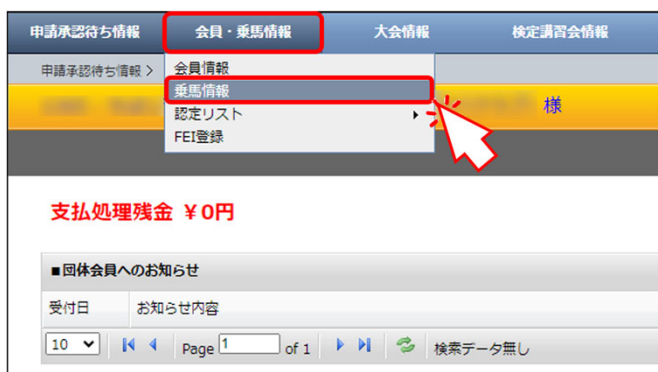 申請承認待ち情報 会員・乗馬情報 大会情報 検定講習会情報
申請承認待ち情報 >
会員情報
乗馬情報
認定リスト
FEI登録
様
支払処理残金 ￥0円
■団体会員へのお知らせ
受付日 お知らせ内容
10 Page 1 of 1 検索データ無し